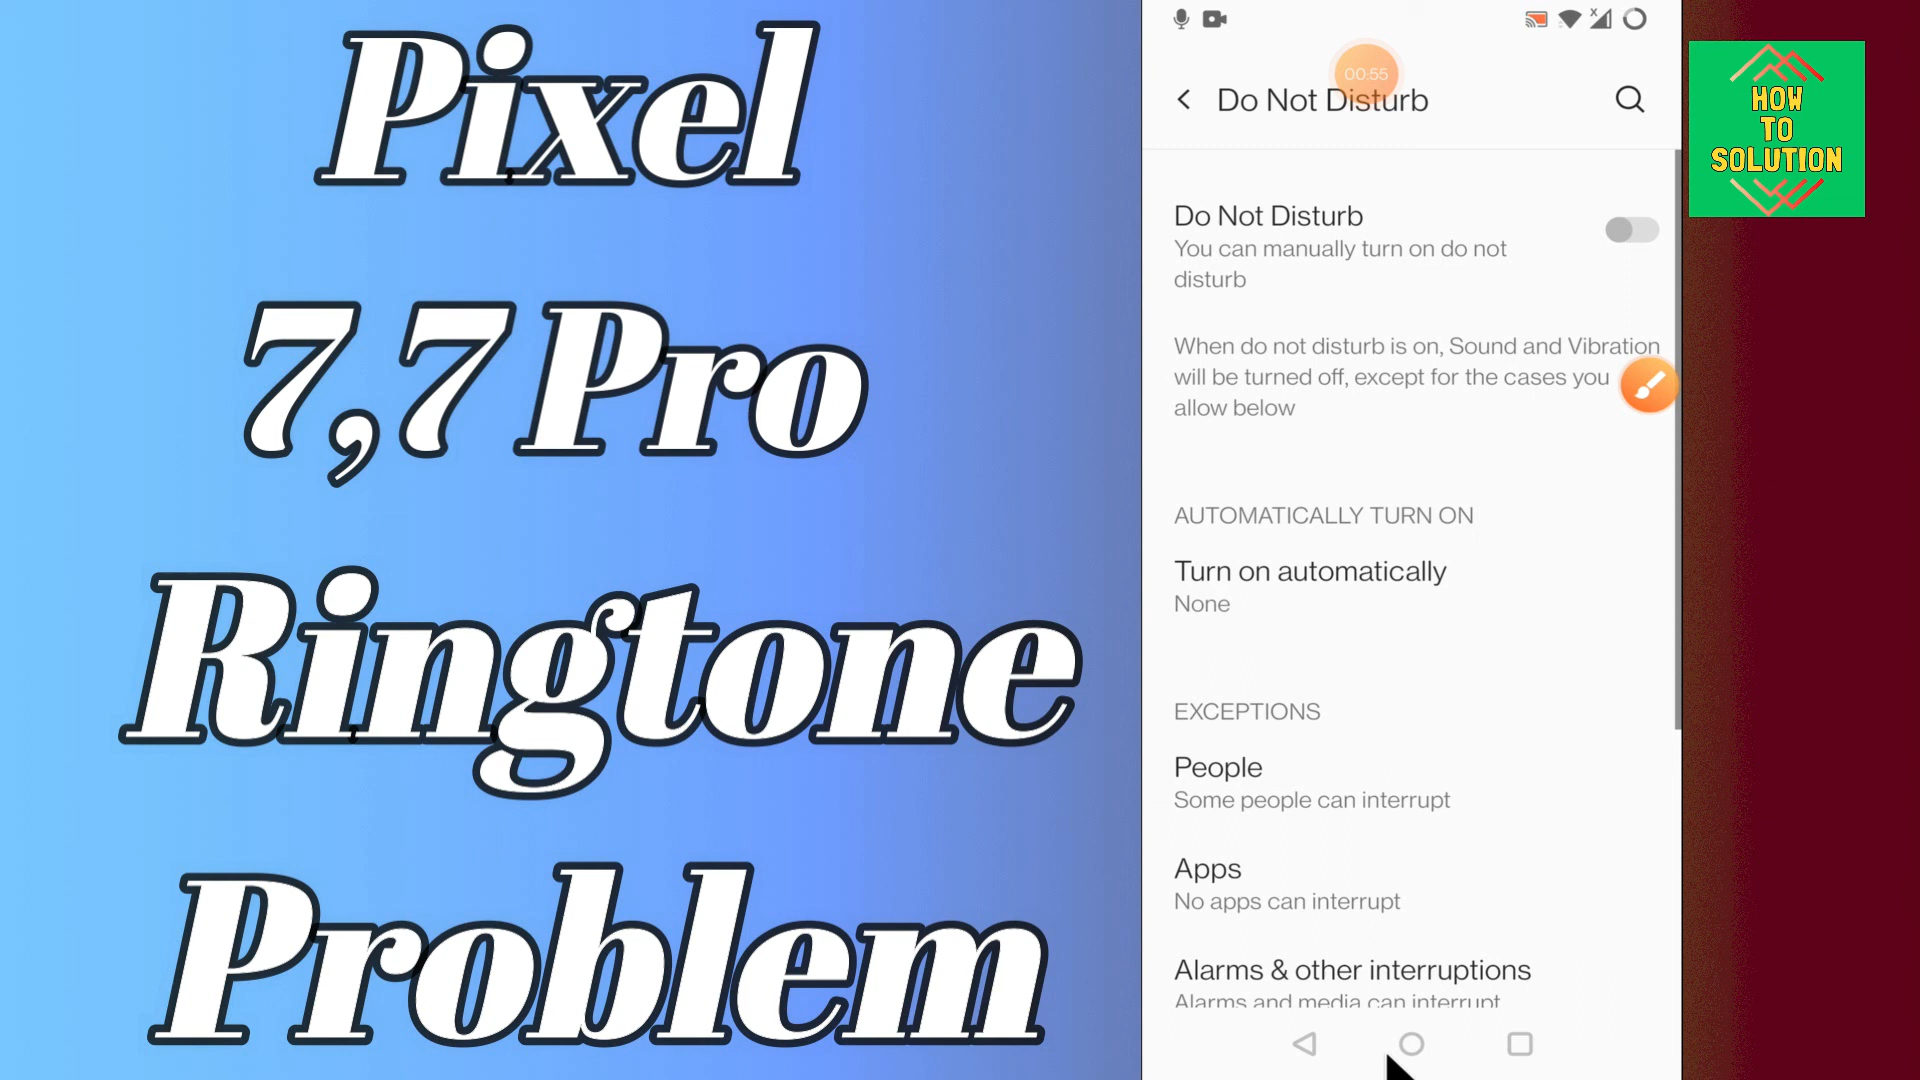 Pixel
7,7 Pro
Ringtone
Problem
00:55
Do Not Disturb
Do Not Disturb
You can manually turn on do not
disturb
When do not disturb is on, Sound and Vibration
will be turned off, except for the cases you
allow below
AUTOMATICALLY TURN ON
Turn on automatically
None
EXCEPTIONS
People
Some people can interrupt
Apps
No apps can interrupt
Alarms & other interruptions
Alarms and media can interrupt
HOW
TO
SOLUTION